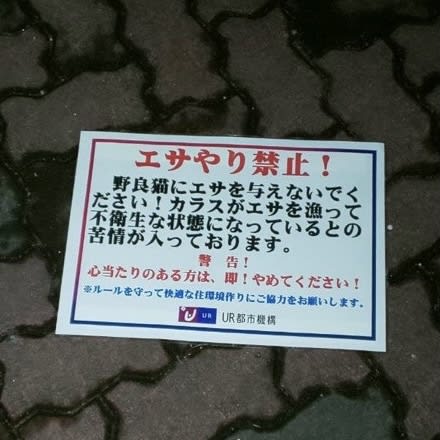 エサやり禁止！
野良猫にエサを与えないでく
ださい！カラスがエサを漁って
不衛生な状態になっているとの
苦情が入っております。
警告！
心当たりのある方は、即！やめてください！
※ルールを守って快適な住環境作りにご協力をお願いします。
UR UR都市機構